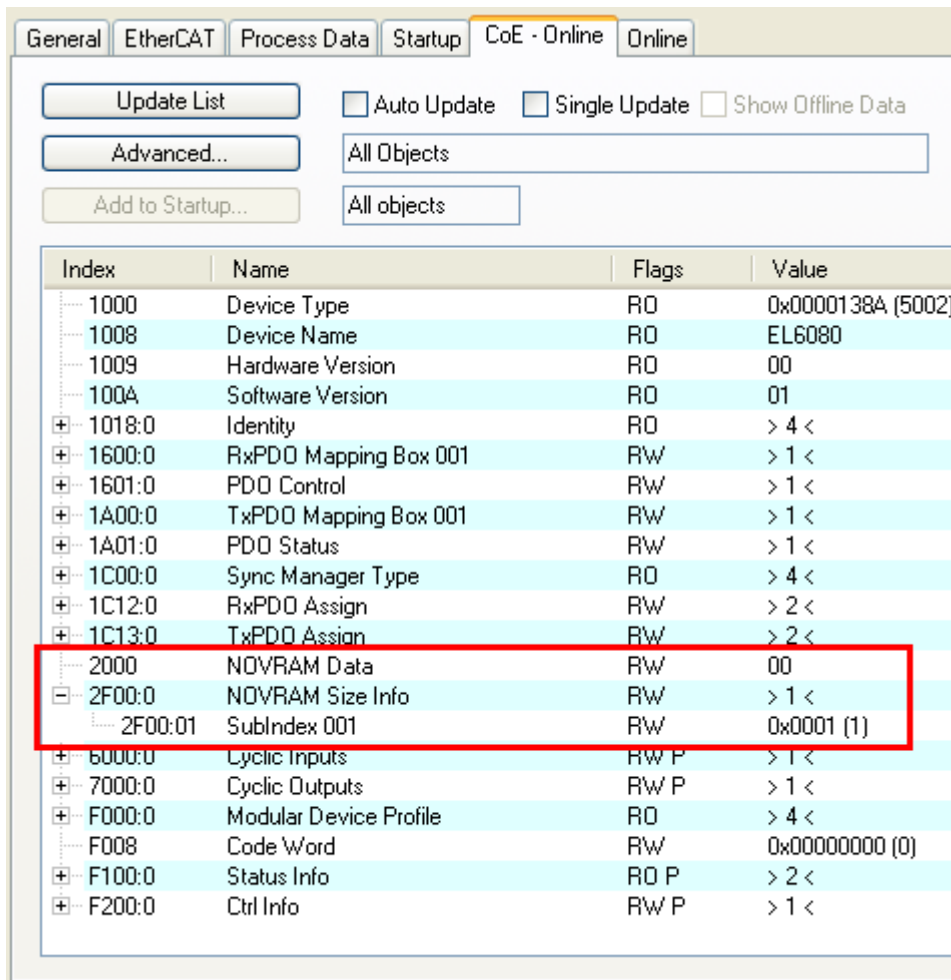 General EtherCAT Process Data Startup CoE - Online Online
Update List Auto Update Single Update Show Offline Data
Advanced... All Objects
Add to Startup... All objects
Index Name Flags Value
1000 Device Type RO 0x0000138A (5002)
1008 Device Name RO EL6080
1009 Hardware Version RO 00
100A Software Version RO 01
1018:0 Identity RO > 4 <
1600:0 RxPDO Mapping Box 001 RW > 1 <
1601:0 PDO Control RW > 1 <
1A00:0 TxPDO Mapping Box 001 RW > 1 <
1A01:0 PDO Status RW > 1 <
1C00:0 Sync Manager Type RO > 4 <
1C12:0 RxPDO Assign RW > 2 <
1C13:0 TxPDO Assign RW > 2 <
2000 NOVRAM Data RW 00
2F00:0 NOVRAM Size Info RW > 1 <
2F00:01 SubIndex 001 RW 0x0001 (1)
6000:0 Cyclic Inputs RW P > 1 <
7000:0 Cyclic Outputs RW P > 1 <
F000:0 Modular Device Profile RO > 4 <
F008 Code Word RW 0x00000000 (0)
F100:0 Status Info RO P > 2 <
F200:0 Ctrl Info RW P > 1 <